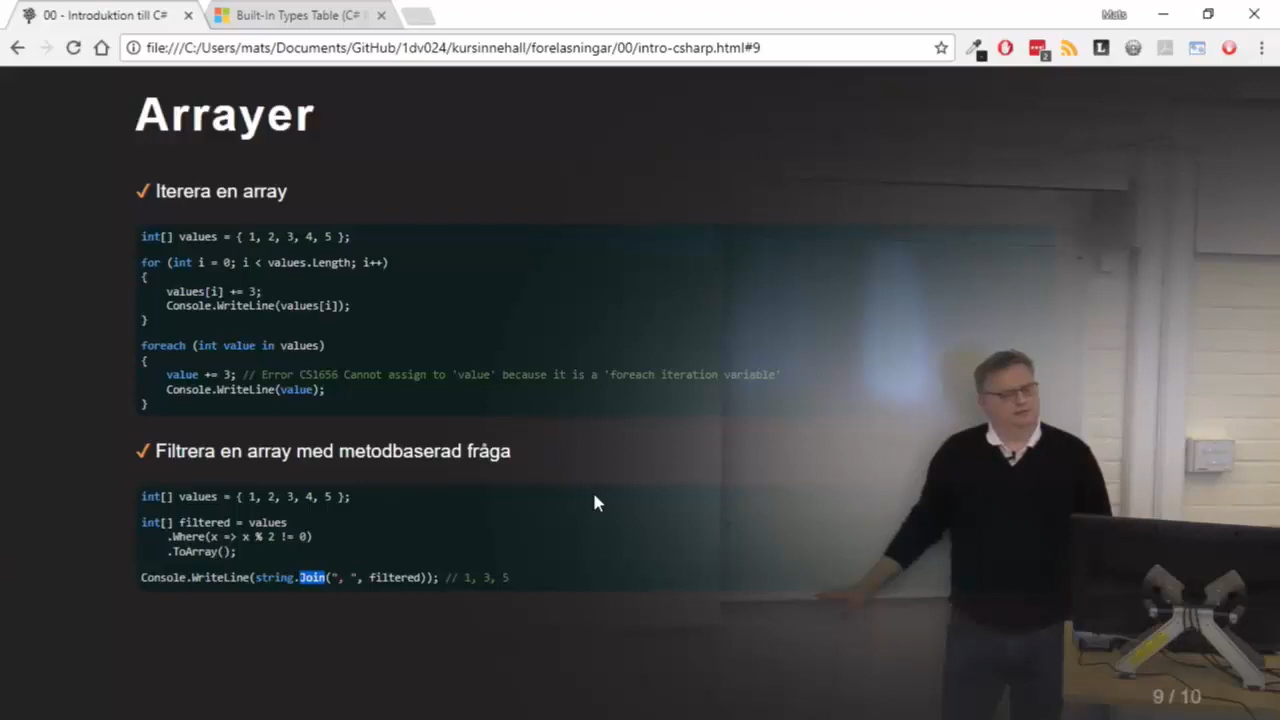 00 - Introduktion till C#
Built-In Types Table (C# 
Mats
file:///C:/Users/mats/Documents/GitHub/1dv024/kursinnehall/forelasningar/00/intro-csharp.html#9
2
L
Arrayer
✓ Iterera en array
int[] values = { 1, 2, 3, 4, 5 };
for (int i = 0; i < values.Length; i++)
{
values[i] += 3;
Console.WriteLine(values[i]);
}
foreach (int value in values)
{
value += 3; // Error CS1656 Cannot assign to 'value' because it is a 'foreach iteration variable'
Console.WriteLine(value);
}
✓ Filtrera en array med metodbaserad fråga
int[] values = { 1, 2, 3, 4, 5 };
int[] filtered = values
.Where(x => x % 2 != 0)
.ToArray();
Console.WriteLine(string.Join(", ", filtered)); // 1, 3, 5
9 / 10